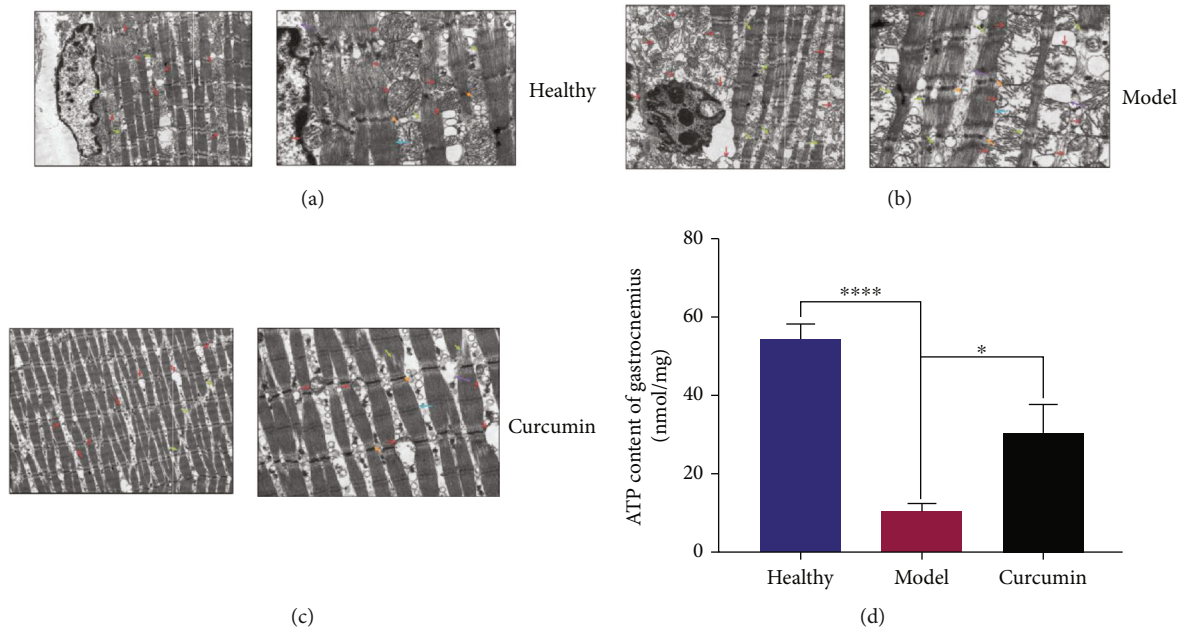 Healthy
(a)
Model
(b)
Curcumin
(c)
ATP content of gastrocnemius
(nmol/mg)
80
60
40
20
0
****
*
Healthy
Model
Curcumin
(d)